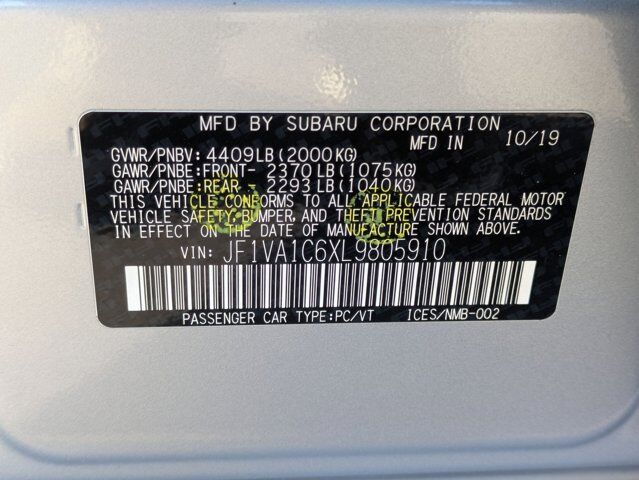 MFD BY SUBARU CORPORATION
MFD IN 10/19
GVWR/PNBV: 4409LB(2000KG)
GAWR/PNBE:FRONT- 2370LB(1075KG)
GAWR/PNBE:REAR- 2293LB(1040KG)
THIS VEHICLE CONFORMS TO ALL APPLICABLE FEDERAL MOTOR
VEHICLE SAFETY,BUMPER,AND THEFT PREVENTION STANDARDS
IN EFFECT ON THE DATE OF MANUFACTURE SHOWN ABOVE.
VIN: JF1VA1C6XL9805910
PASSENGER CAR TYPE:PC/VT ICES/NMB-002